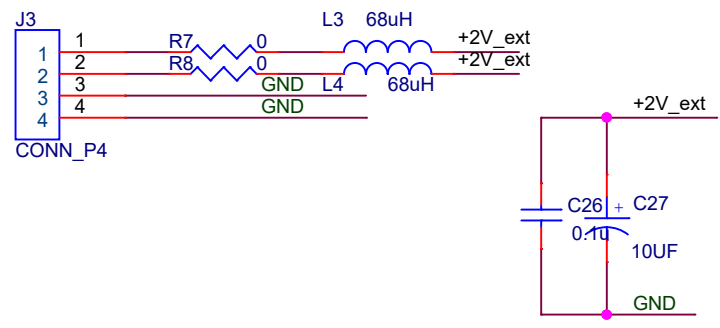 J3
L3 68uH
1 1 R7 0 +2V_ext
2 2 R8 0 +2V_ext
3 3 GND L4 68uH
4 4 GND
CONN_P4
+2V_ext
C26 + C27
0.1u
10UF
GND